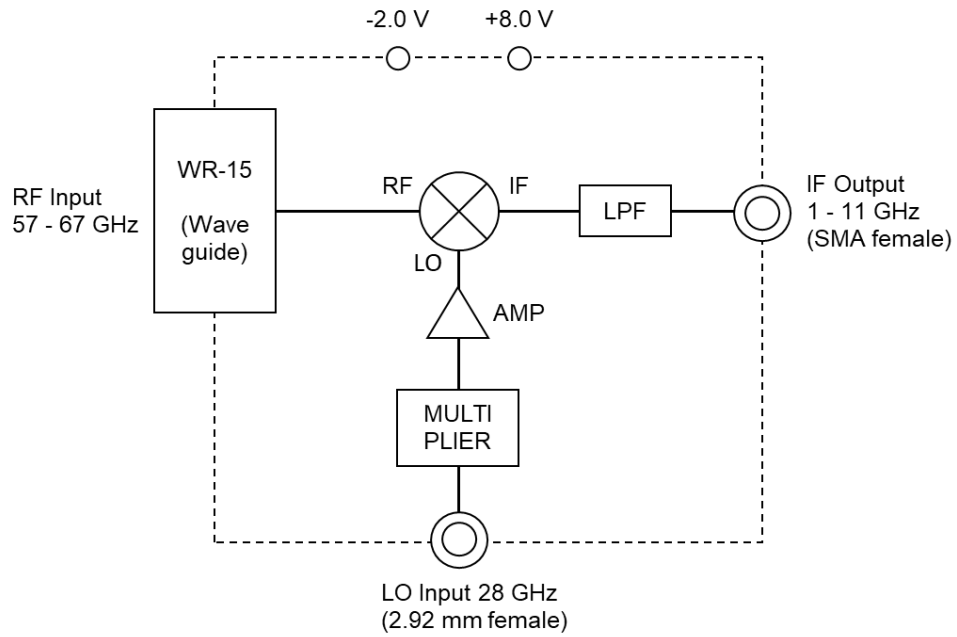 -2.0 V
+8.0 V
WR-15
(Wave
guide)
RF Input
57 - 67 GHz
RF
IF
LO
LPF
IF Output
1 - 11 GHz
(SMA female)
AMP
MULTI
PLIER
LO Input 28 GHz
(2.92 mm female)